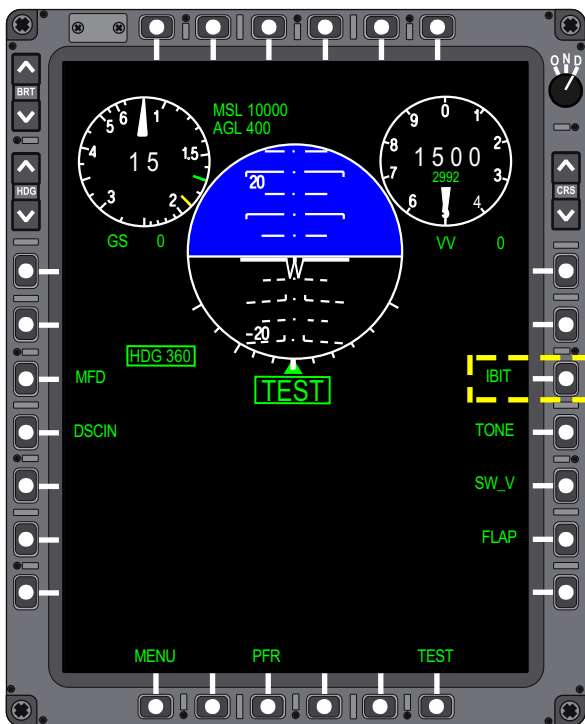 O N D
BRT
HDG
CRS
MSL 10000
AGL 400
6 1
5
4
3
2
1.5
15
GS 0
0
1
2
3
4
5
6
7
8
9
1500
2992
VV 0
20
-20
HDG 360
TEST
MFD
IBIT
DSCIN
TONE
SW_V
FLAP
MENU PFR TEST